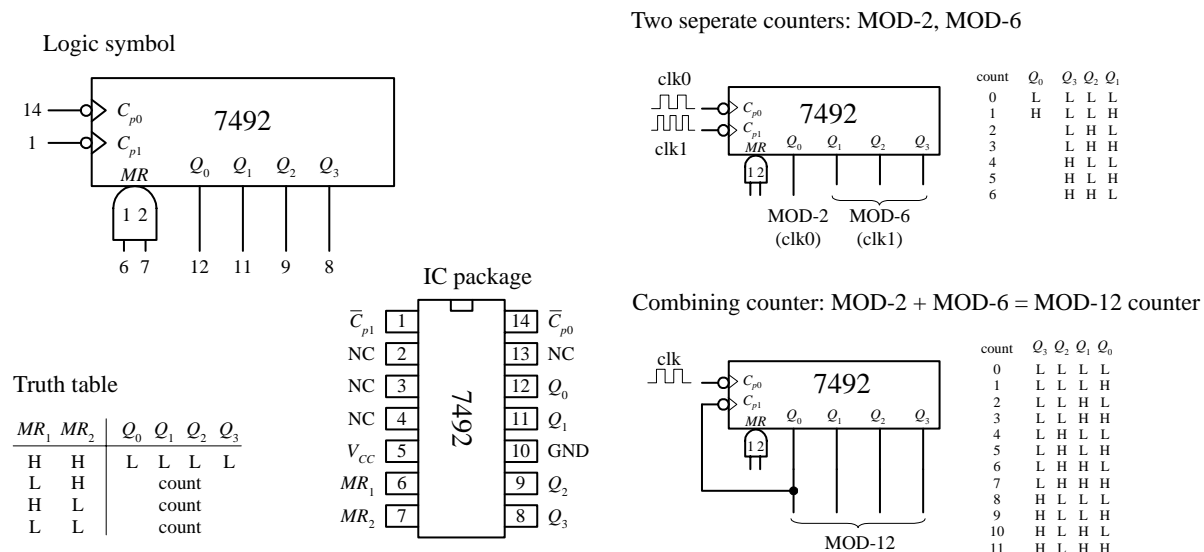 Logic symbol
14
1
C̅p0
C̅p1
7492
MR
Q0 Q1 Q2 Q3
1 2
6 7 12 11 9 8
IC package
C̅p1 1 14 C̅p0
NC 2 13 NC
NC 3 12 Q0
NC 4 11 Q1
VCC 5 10 GND
MR1 6 9 Q2
MR2 7 8 Q3
7492
Truth table
MR1 MR2 Q0 Q1 Q2 Q3
H H L L L L
L H count
H L count
L L count
Two seperate counters: MOD-2, MOD-6
clk0
clk1
Cp0
Cp1
7492
MR Q0 Q1 Q2 Q3
1 2
MOD-2 MOD-6
(clk0) (clk1)
count Q0 Q3 Q2 Q1
0 L L L L
1 H L L H
2 L H L
3 L H H
4 H L L
5 H L H
6 H H L
Combining counter: MOD-2 + MOD-6 = MOD-12 counter
clk
Cp0
Cp1
7492
MR Q0 Q1 Q2 Q3
1 2
MOD-12
count Q3 Q2 Q1 Q0
0 L L L L
1 L L L H
2 L L H L
3 L L H H
4 L H L L
5 L H L H
6 L H H L
7 L H H H
8 H L L L
9 H L L H
10 H L H L
11 H L H H